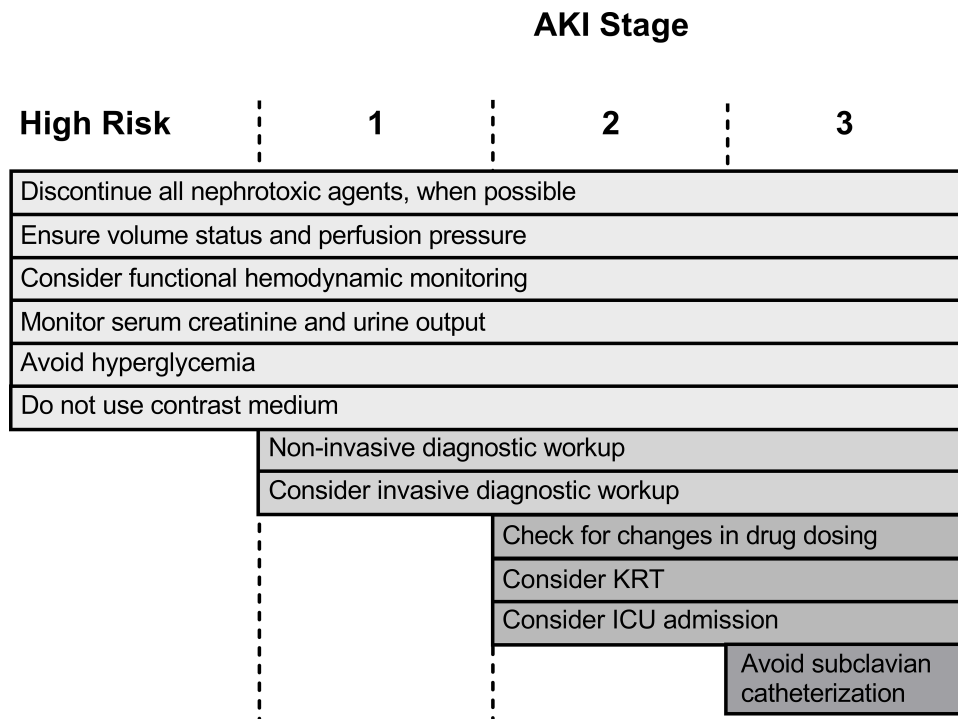 AKI Stage
High Risk 1 2 3
Discontinue all nephrotoxic agents, when possible
Ensure volume status and perfusion pressure
Consider functional hemodynamic monitoring
Monitor serum creatinine and urine output
Avoid hyperglycemia
Do not use contrast medium
Non-invasive diagnostic workup
Consider invasive diagnostic workup
Check for changes in drug dosing
Consider KRT
Consider ICU admission
Avoid subclavian
catheterization